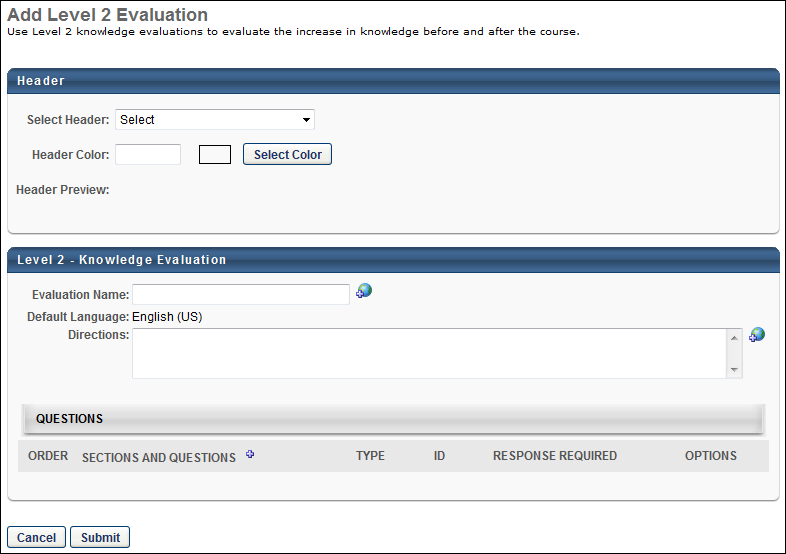 Add Level 2 Evaluation
Use Level 2 knowledge evaluations to evaluate the increase in knowledge before and after the course.
Header
Select Header: Select
Header Color: Select Color
Header Preview:
Level 2 - Knowledge Evaluation
Evaluation Name:
Default Language: English (US)
Directions:
QUESTIONS
ORDER SECTIONS AND QUESTIONS TYPE ID RESPONSE REQUIRED OPTIONS
Cancel Submit